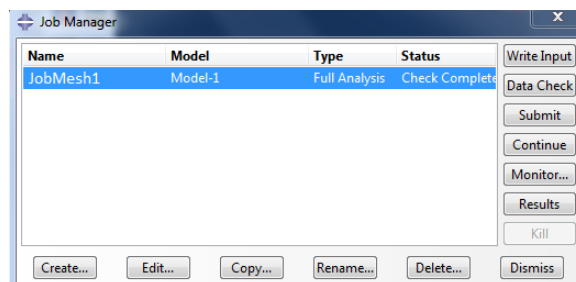 Job Manager
Name Model Type Status Write Input
JobMesh1 Model-1 Full Analysis Check Complete
Data Check
Submit
Continue
Monitor...
Results
Kill
Create... Edit... Copy... Rename... Delete... Dismiss